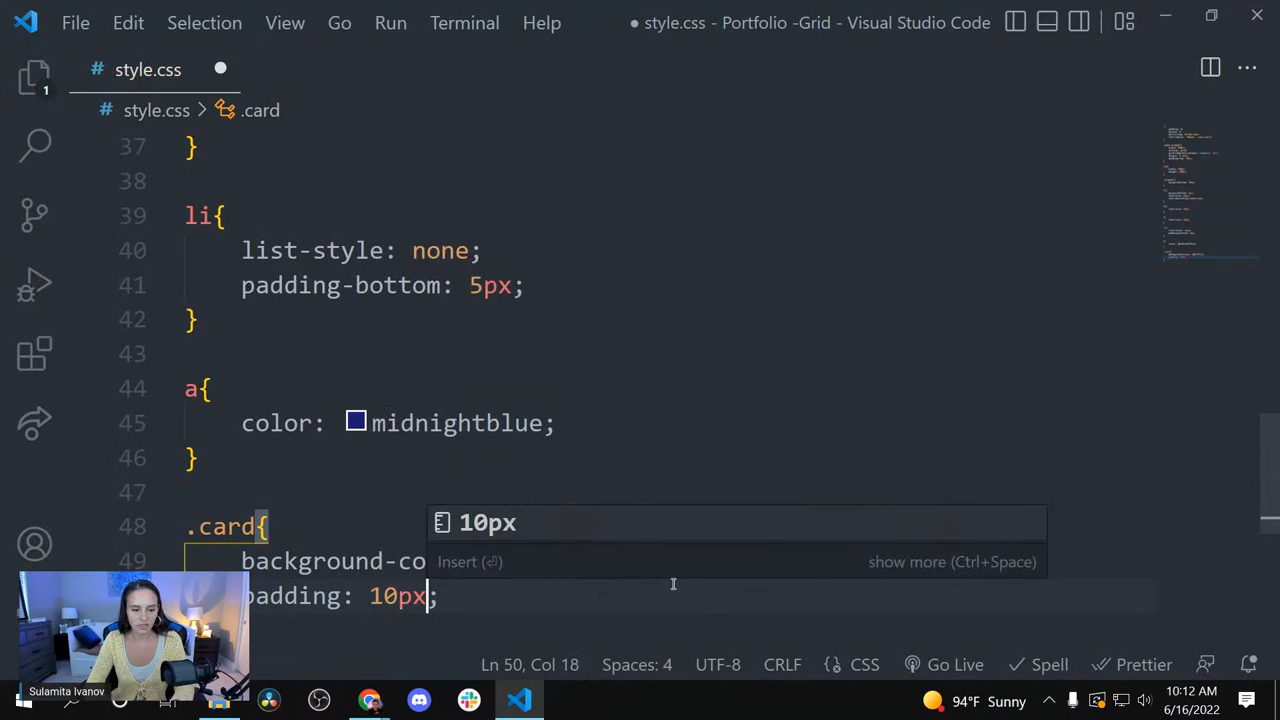 File Edit Selection View Go Run Terminal Help ● style.css - Portfolio -Grid - Visual Studio Code
# style.css ●
1
# style.css > .card
37 }
38
39 li{
40 list-style: none;
41 padding-bottom: 5px;
42 }
43
44 a{
45 color: midnightblue;
46 }
47
48 .card{
10px
49 background-co
Insert (⏎) show more (Ctrl+Space)
padding: 10px;
Ln 50, Col 18 Spaces: 4 UTF-8 CRLF {} CSS Go Live ✓ Spell Prettier
Sulamita Ivanov
94°F Sunny
10:12 AM
6/16/2022